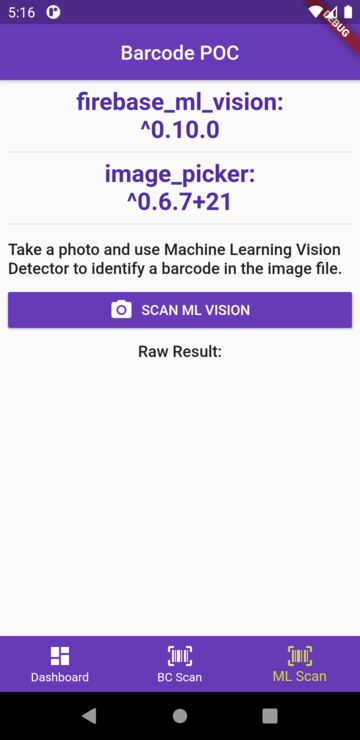 5:16
DEBUG
Barcode POC
firebase_ml_vision:
^0.10.0
image_picker:
^0.6.7+21
Take a photo and use Machine Learning Vision
Detector to identify a barcode in the image file.
SCAN ML VISION
Raw Result:
Dashboard
BC Scan
ML Scan